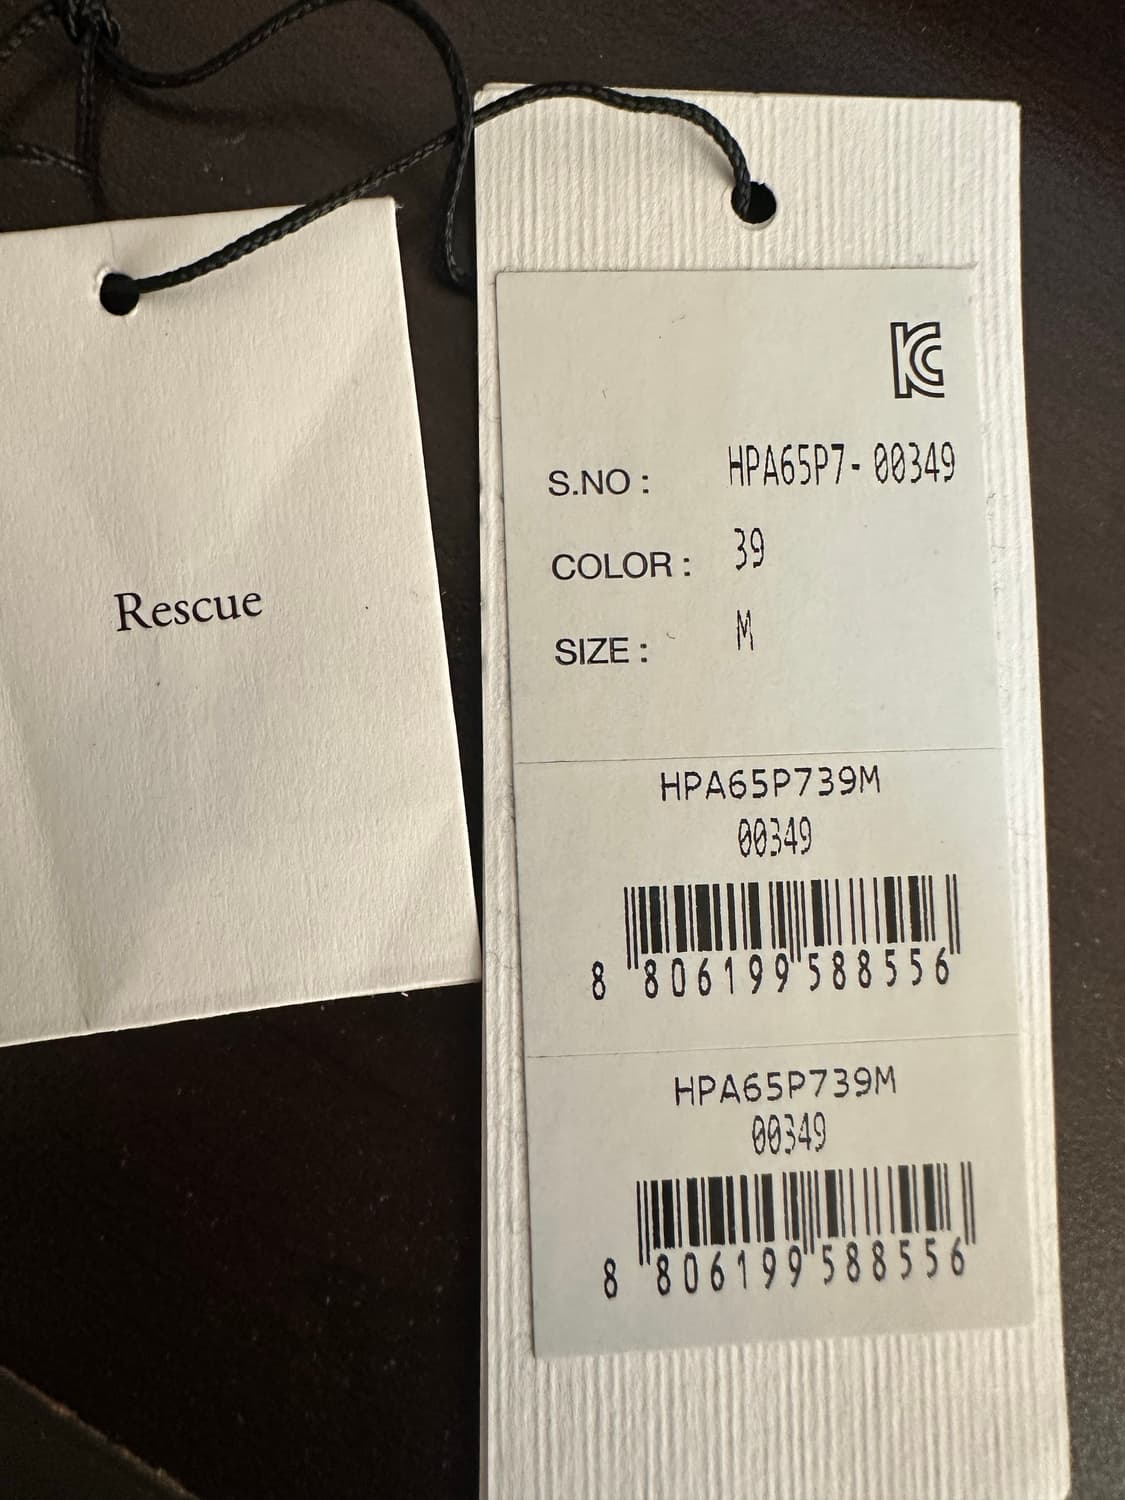 Rescue
KC
S.NO : HPA65P7-00349
COLOR : 39
SIZE : M
HPA65P739M
00349
8 806199 588556
HPA65P739M
00349
8 806199 588556